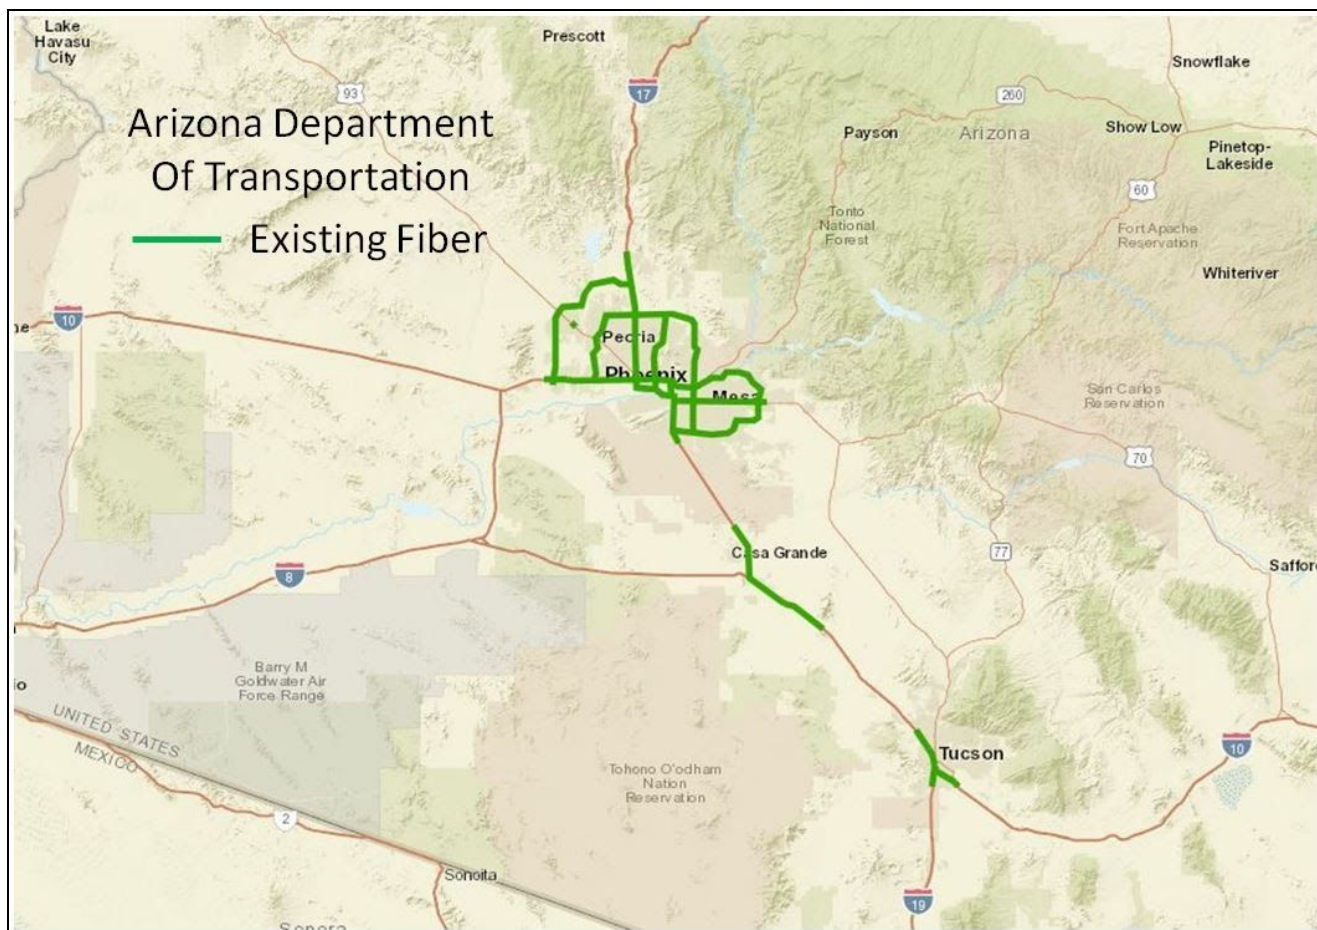 Lake
Havasu
City
Prescott
17
Snowflake
93
260
Arizona Department
Of Transportation
Existing Fiber
Payson
Arizona
Show Low
Pinetop-
Lakeside
60
Tonto
National
Forest
Fort Apache
Reservation
Whiteriver
10
Peoria
Phoenix
Mesa
San Carlos
Reservation
70
Casa Grande
77
8
Barry M
Goldwater Air
Force Range
UNITED STATES
MEXICO
Tucson
10
Tohono O'odham
Nation
Reservation
2
Sonoita
19